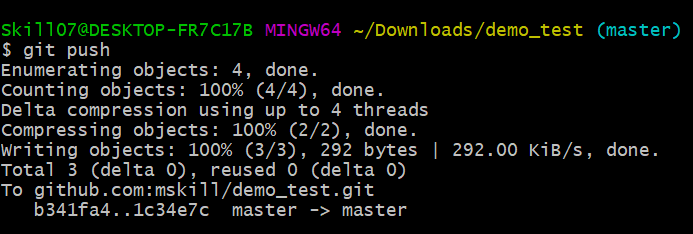 Skill07@DESKTOP-FR7C17B MINGW64 ~/Downloads/demo_test (master)
$ git push
Enumerating objects: 4, done.
Counting objects: 100% (4/4), done.
Delta compression using up to 4 threads
Compressing objects: 100% (2/2), done.
Writing objects: 100% (3/3), 292 bytes | 292.00 KiB/s, done.
Total 3 (delta 0), reused 0 (delta 0)
To github.com:mskill/demo_test.git
   b341fa4..1c34e7c  master -> master